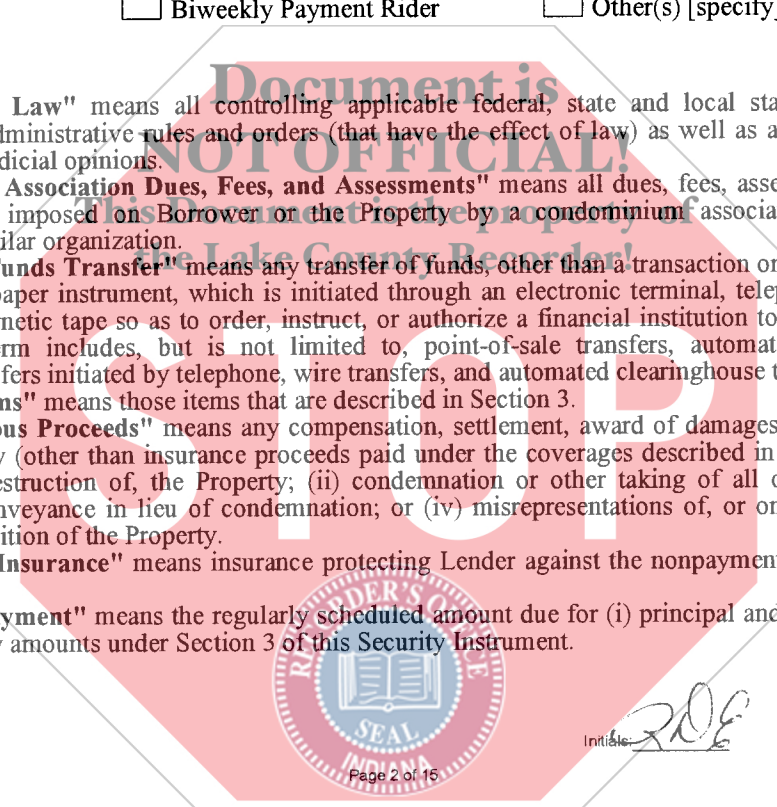 Biweekly Payment Rider Other(s) [specify]
Document is
Law" means all controlling applicable federal, state and local sta
dministrative rules and orders (that have the effect of law) as well as a
NOT OFFICIAL!
dicial opinions.
Association Dues, Fees, and Assessments" means all dues, fees, asse
This Document is the property of
imposed on Borrower or the Property by a condominium associa
ilar organization.
the Lake County Recorder!
unds Transfer" means any transfer of funds, other than a transaction or
paper instrument, which is initiated through an electronic terminal, telep
netic tape so as to order, instruct, or authorize a financial institution to
rm includes, but is not limited to, point-of-sale transfers, automat
fers initiated by telephone, wire transfers, and automated clearinghouse t
ms" means those items that are described in Section 3.
STOP
ous Proceeds" means any compensation, settlement, award of damages
y (other than insurance proceeds paid under the coverages described in
estruction of, the Property; (ii) condemnation or other taking of all o
nveyance in lieu of condemnation; or (iv) misrepresentations of, or om
ition of the Property.
Insurance" means insurance protecting Lender against the nonpayment
yment" means the regularly scheduled amount due for (i) principal and
y amounts under Section 3 of this Security Instrument.
RECORDER'S OFFICE
SEAL
INDIANA
Initials: RDE
Page 2 of 15